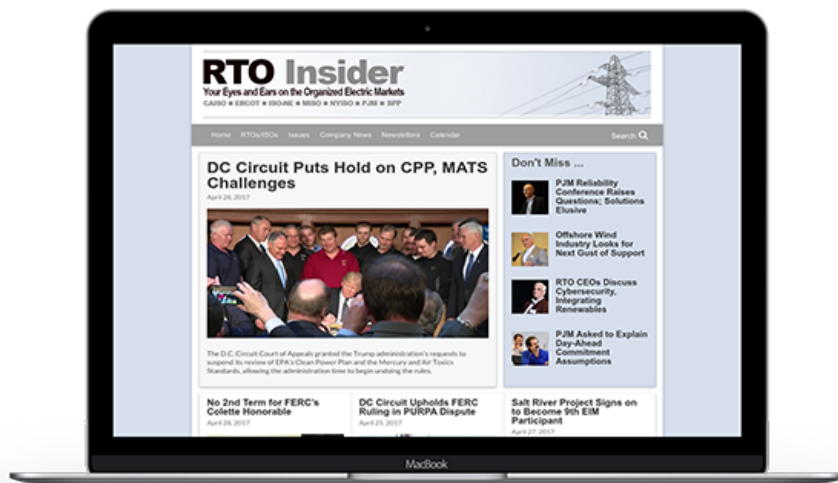 RTO Insider
Your Eyes and Ears on the Organized Electric Markets
CAISO ■ ERCOT ■ ISO-NE ■ MISO ■ NYISO ■ PJM ■ SPP
Home RTOs/ISOs Issues Company News Newsletters Calendar Search
DC Circuit Puts Hold on CPP, MATS
Challenges
April 28, 2017
The D.C. Circuit Court of Appeals granted the Trump administration's requests to
suspend its review of EPA's Clean Power Plan and the Mercury and Air Toxics
Standards, allowing the administration time to begin undoing the rules.
Don't Miss ...
PJM Reliability
Conference Raises
Questions; Solutions
Elusive
Offshore Wind
Industry Looks for
Next Gust of Support
RTO CEOs Discuss
Cybersecurity,
Integrating
Renewables
PJM Asked to Explain
Day-Ahead
Commitment
Assumptions
No 2nd Term for FERC's
Colette Honorable
April 28, 2017
DC Circuit Upholds FERC
Ruling in PURPA Dispute
April 25, 2017
Salt River Project Signs on
to Become 9th EIM
Participant
April 27, 2017
MacBook